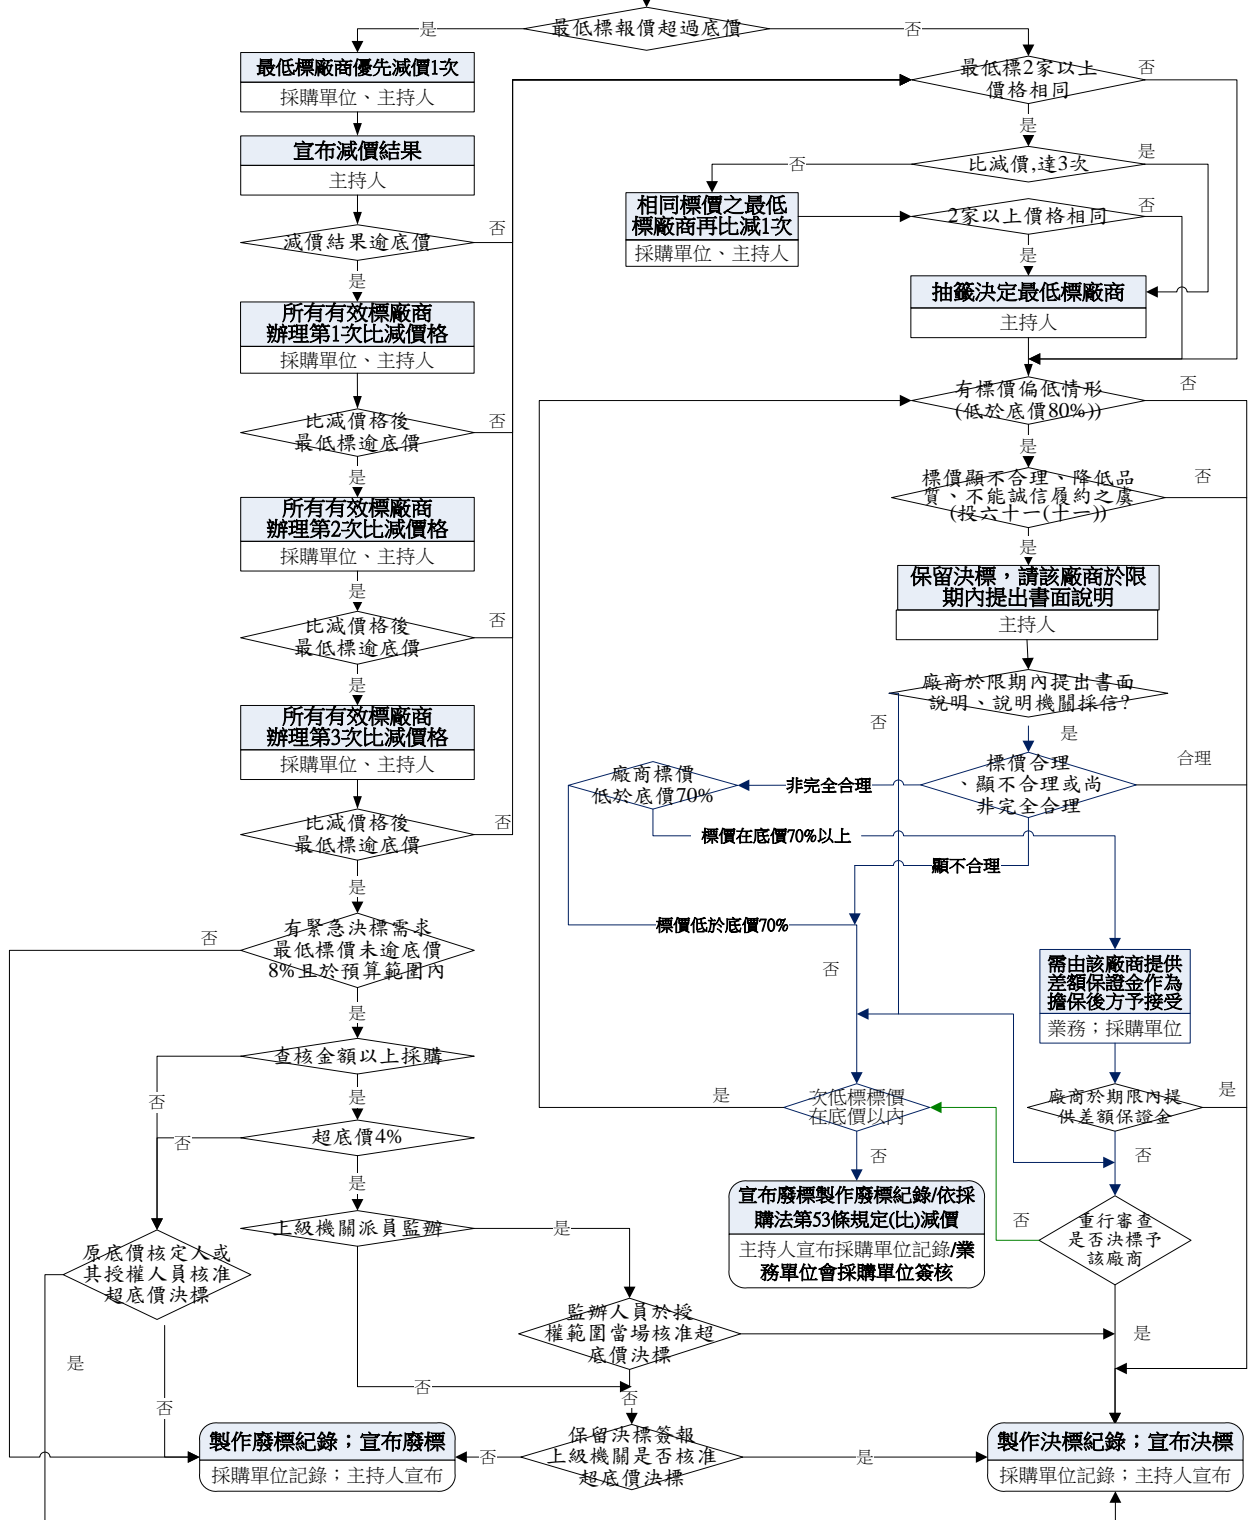 最低標報價超過底價
是
否
最低標廠商優先減價1次
採購單位、主持人
宣布減價結果
主持人
減價結果逾底價
否
是
所有有效標廠商
辦理第1次比減價格
採購單位、主持人
比減價格後
最低標逾底價
否
是
所有有效標廠商
辦理第2次比減價格
採購單位、主持人
比減價格後
最低標逾底價
否
是
所有有效標廠商
辦理第3次比減價格
採購單位、主持人
比減價格後
最低標逾底價
否
是
有緊急決標需求
最低標價未逾底價
8%且於預算範圍內
否
是
查核金額以上採購
否
是
超底價4%
否
是
上級機關派員監辦
是
否
原底價核定人或
其授權人員核准
超底價決標
是
否
監辦人員於授
權範圍當場核准超
底價決標
否
保留決標簽報
上級機關是否核准
超底價決標
否
是
製作廢標紀錄；宣布廢標
採購單位記錄；主持人宣布
最低標2家以上
價格相同
否
是
比減價,達3次
否
是
相同標價之最低
標廠商再比減1次
採購單位、主持人
2家以上價格相同
否
是
抽籤決定最低標廠商
主持人
有標價偏低情形
(低於底價80%))
否
是
標價顯不合理、降低品
質、不能誠信履約之虞
(投六十一(十一))
否
是
保留決標，請該廠商於限
期內提出書面說明
主持人
廠商於限期內提出書面
說明、說明機關採信?
否
是
標價合理
、顯不合理或尚
非完全合理
合理
非完全合理
廠商標價
低於底價70%
標價在底價70%以上
顯不合理
標價低於底價70%
否
需由該廠商提供
差額保證金作為
擔保後方予接受
業務；採購單位
廠商於期限內提
供差額保證金
是
否
次低標標價
在底價以內
是
否
宣布廢標製作廢標紀錄/依採
購法第53條規定(比)減價
主持人宣布採購單位記錄/業
務單位會採購單位簽核
重行審查
是否決標予
該廠商
否
是
製作決標紀錄；宣布決標
採購單位記錄；主持人宣布